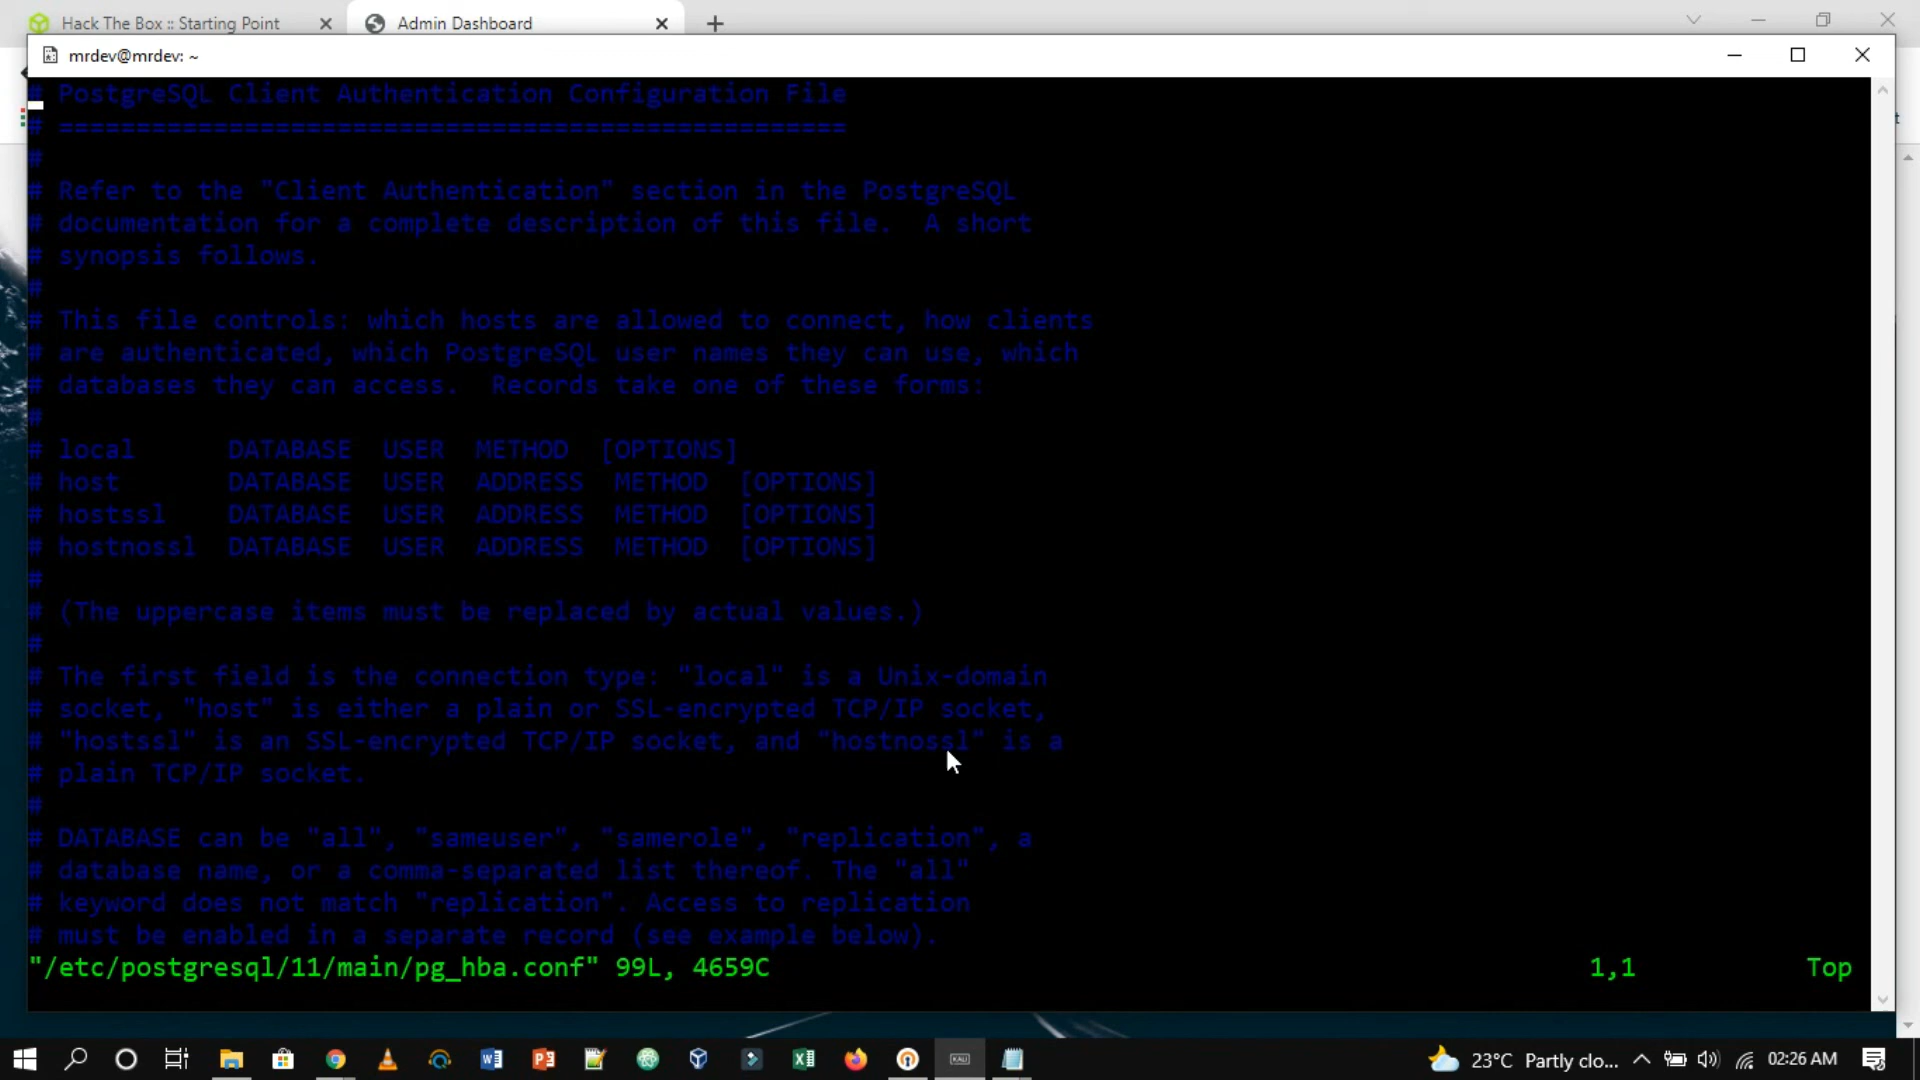 Hack The Box :: Starting Point
Admin Dashboard
mrdev@mrdev: ~
# PostgreSQL Client Authentication Configuration File
# ===================================================
#
# Refer to the "Client Authentication" section in the PostgreSQL
# documentation for a complete description of this file.  A short
# synopsis follows.
#
# This file controls: which hosts are allowed to connect, how clients
# are authenticated, which PostgreSQL user names they can use, which
# databases they can access.  Records take one of these forms:
#
# local      DATABASE  USER  METHOD  [OPTIONS]
# host       DATABASE  USER  ADDRESS  METHOD  [OPTIONS]
# hostssl    DATABASE  USER  ADDRESS  METHOD  [OPTIONS]
# hostnossl  DATABASE  USER  ADDRESS  METHOD  [OPTIONS]
#
# (The uppercase items must be replaced by actual values.)
#
# The first field is the connection type: "local" is a Unix-domain
# socket, "host" is either a plain or SSL-encrypted TCP/IP socket,
# "hostssl" is an SSL-encrypted TCP/IP socket, and "hostnossl" is a
# plain TCP/IP socket.
#
# DATABASE can be "all", "sameuser", "samerole", "replication", a
# database name, or a comma-separated list thereof. The "all"
# keyword does not match "replication". Access to replication
# must be enabled in a separate record (see example below).
"/etc/postgresql/11/main/pg_hba.conf" 99L, 4659C 1,1 Top
23°C Partly clo... 02:26 AM